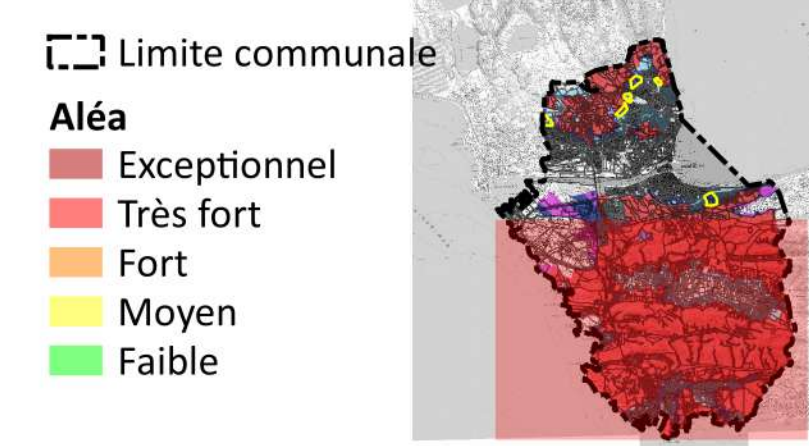 Limite communale
Aléa
Exceptionnel
Très fort
Fort
Moyen
Faible